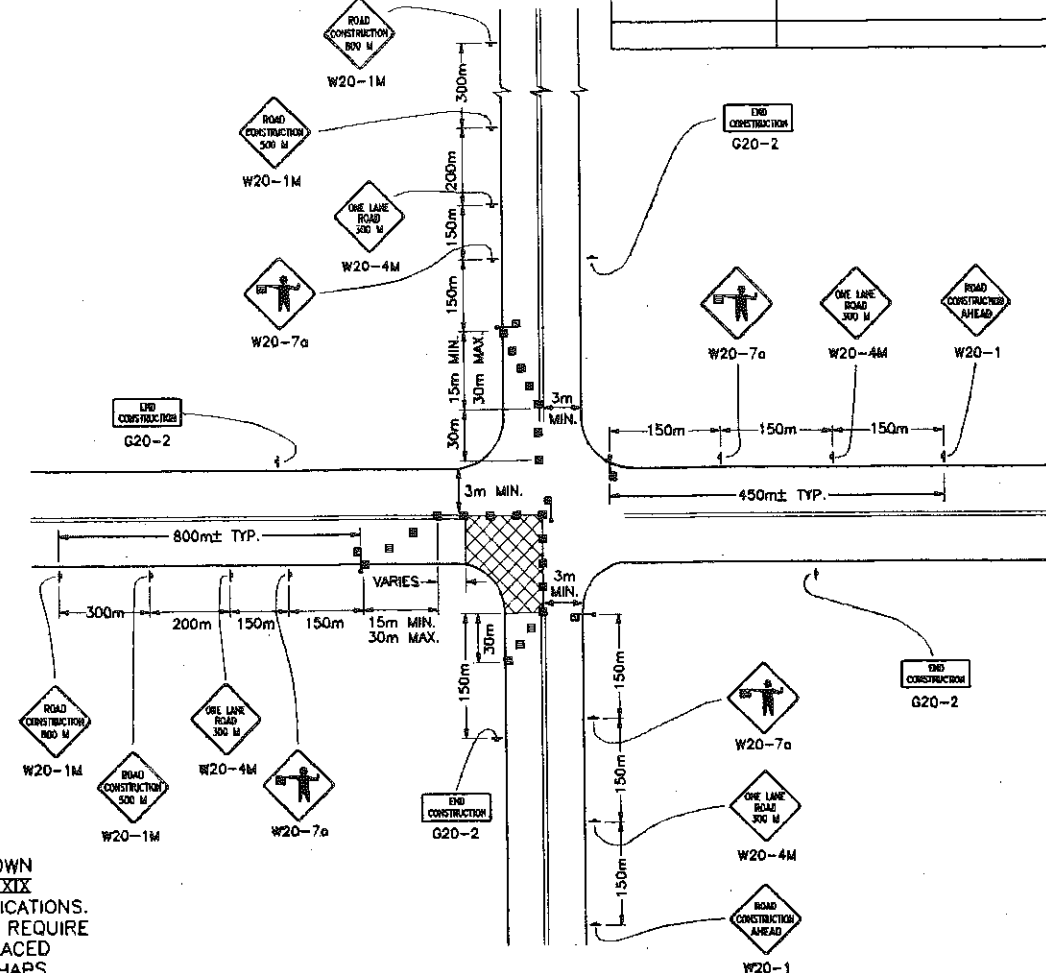 ROAD
CONSTRUCTION
800 M
W20-1M
300m
ROAD
CONSTRUCTION
500 M
W20-1M
200m
END
CONSTRUCTION
G20-2
ONE LANE
ROAD
300 M
W20-4M
150m
W20-7a
150m
15m MIN.
30m MAX.
30m
3m
MIN.
W20-7a
ONE LANE
ROAD
300 M
W20-4M
ROAD
CONSTRUCTION
AHEAD
W20-1
END
CONSTRUCTION
G20-2
150m
150m
150m
450m± TYP.
3m MIN.
800m± TYP.
VARIES
300m
200m
150m
150m
15m MIN.
30m MAX.
3m
MIN.
30m
150m
150m
150m
150m
ROAD
CONSTRUCTION
800 M
W20-1M
ROAD
CONSTRUCTION
500 M
W20-1M
ONE LANE
ROAD
300 M
W20-4M
W20-7a
END
CONSTRUCTION
G20-2
END
CONSTRUCTION
G20-2
W20-7a
ONE LANE
ROAD
300 M
W20-4M
ROAD
CONSTRUCTION
AHEAD
W20-1
OWN
XIX
ICATIONS.
REQUIRE
ACED
HAPS